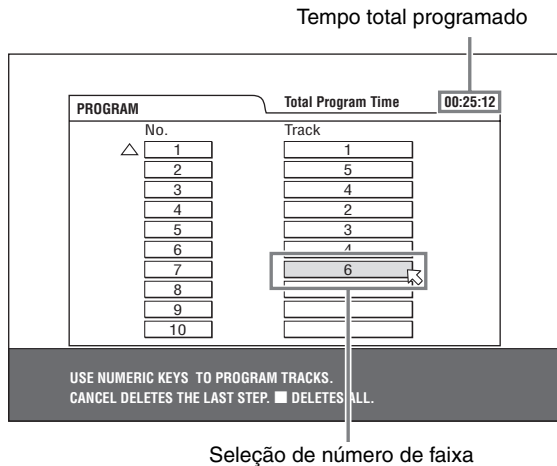 Tempo total programado
PROGRAM
Total Program Time 00:25:12
No. Track
1 1
2 5
3 4
4 2
5 3
6 4
7 6
8
9
10
USE NUMERIC KEYS TO PROGRAM TRACKS.
CANCEL DELETES THE LAST STEP. ■ DELETES ALL.
Seleção de número de faixa